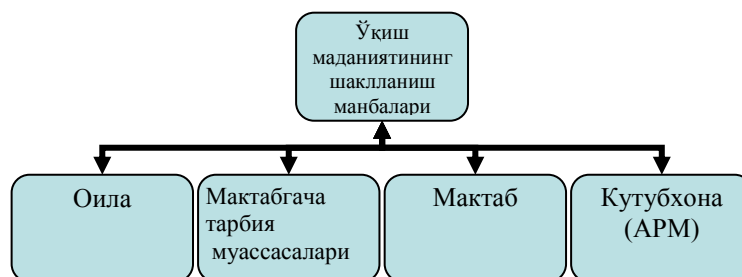 Ўқиш
маданиятининг
шаклланиш
манбалари
Оила
Мактабгача
тарбия
муассасалари
Мактаб
Кутубхона
(АРМ)